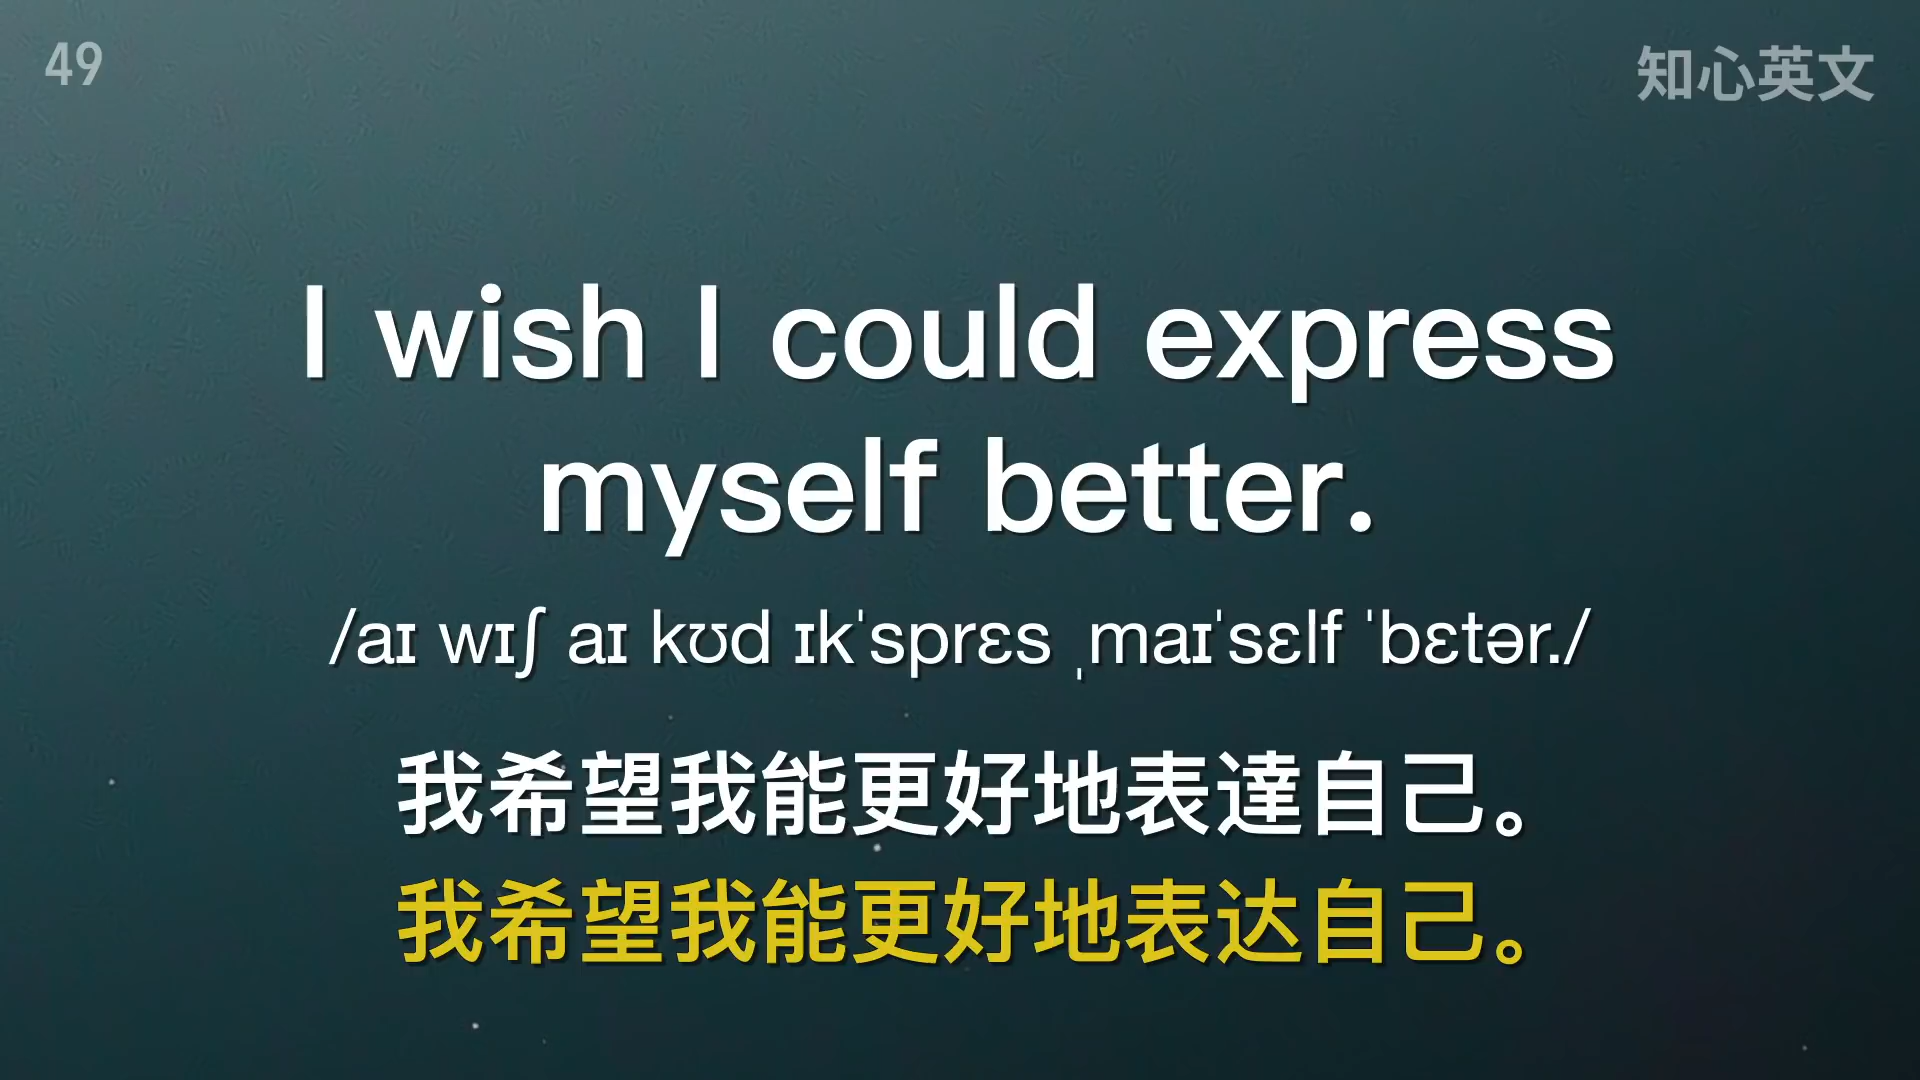 49
知心英文
I wish I could express
myself better.
/aɪ wɪʃ aɪ kʊd ɪkˈsprɛs ˌmaɪˈsɛlf ˈbɛtər./
我希望我能更好地表達自己。
我希望我能更好地表达自己。